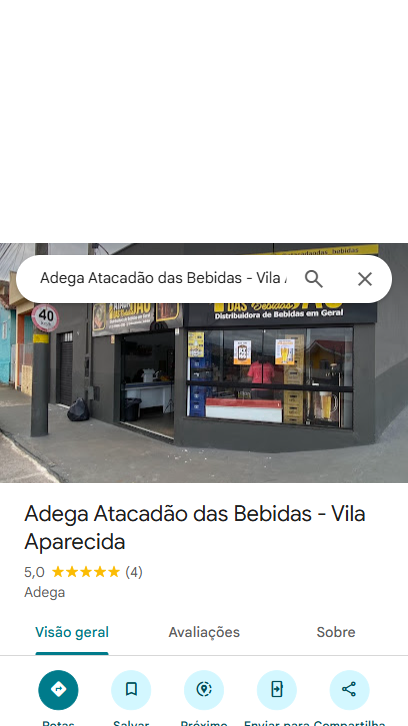 Adega Atacadão das Bebidas - Vila
40
DAS Bebidas
Distribuidora de Bebidas em Geral
Adega Atacadão das Bebidas - Vila
Aparecida
5,0 ★★★★★ (4)
Adega
Visão geral
Avaliações
Sobre
Rotas
Salvar
Próximo
Enviar para
Compartilha